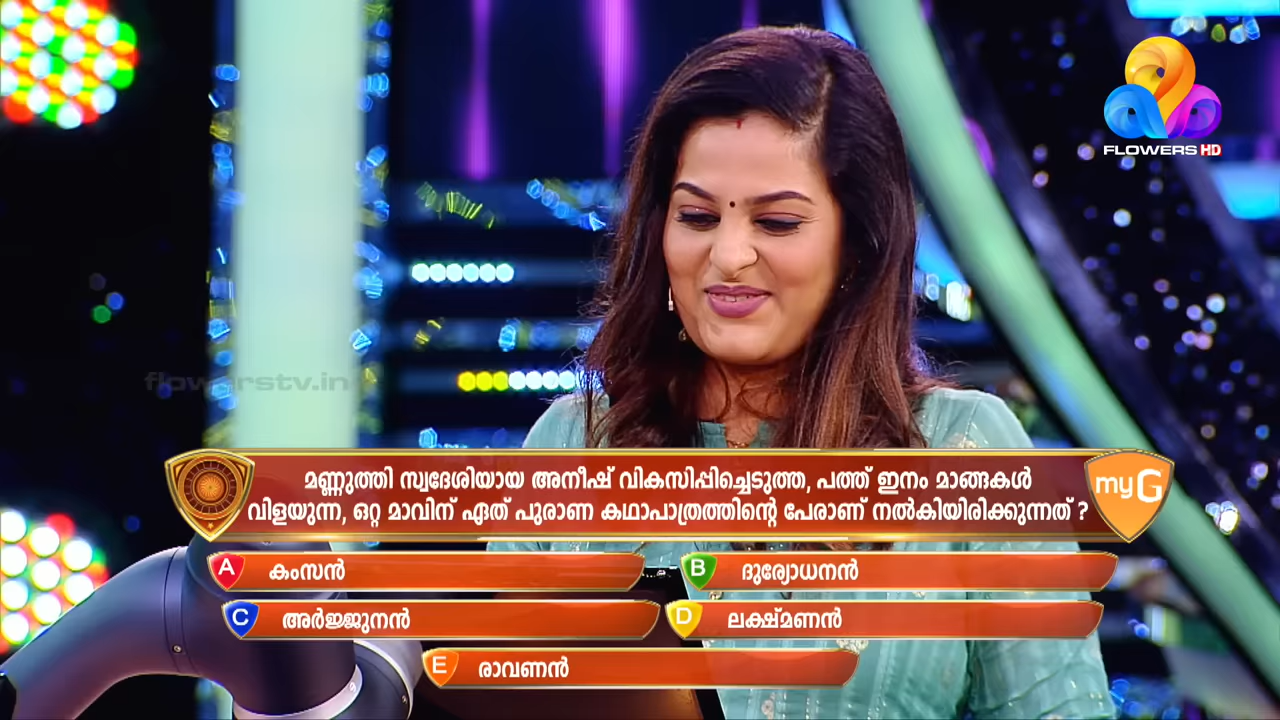 FLOWERS HD
flowerstv.in
മണ്ണുത്തി സ്വദേശിയായ അനീഷ് വികസിപ്പിച്ചെടുത്ത, പത്ത് ഇനം മാങ്ങകൾ
വിളയുന്ന, ഒറ്റ മാവിന് ഏത് പുരാണ കഥാപാത്രത്തിന്റെ പേരാണ് നൽകിയിരിക്കുന്നത് ?
myG
A കംസൻ
B ദുര്യോധനൻ
C അർജ്ജുനൻ
D ലക്ഷ്മണൻ
E രാവണൻ